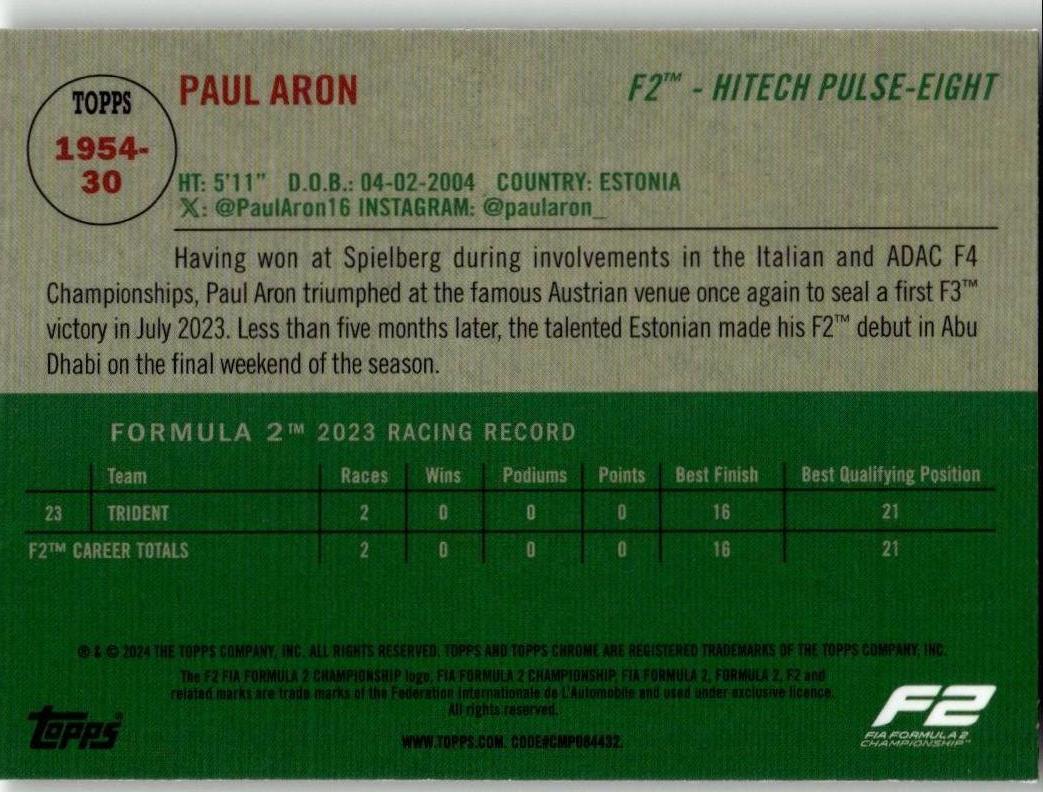 TOPPS
1954-
30
PAUL ARON
F2™ - HITECH PULSE-EIGHT
HT: 5'11" D.O.B.: 04-02-2004 COUNTRY: ESTONIA
𝕏: @PaulAron16 INSTAGRAM: @paularon_
Having won at Spielberg during involvements in the Italian and ADAC F4
Championships, Paul Aron triumphed at the famous Austrian venue once again to seal a first F3™
victory in July 2023. Less than five months later, the talented Estonian made his F2™ debut in Abu
Dhabi on the final weekend of the season.
FORMULA 2™ 2023 RACING RECORD
Team Races Wins Podiums Points Best Finish Best Qualifying Position
23 TRIDENT 2 0 0 0 16 21
F2™ CAREER TOTALS 2 0 0 0 16 21
® & © 2024 THE TOPPS COMPANY, INC. ALL RIGHTS RESERVED. TOPPS AND TOPPS CHROME ARE REGISTERED TRADEMARKS OF THE TOPPS COMPANY, INC.
The F2 FIA FORMULA 2 CHAMPIONSHIP logo, FIA FORMULA 2 CHAMPIONSHIP, FIA FORMULA 2, FORMULA 2, F2 and
related marks are trade marks of the Federation Internationale de L'Automobile and used under exclusive licence.
All rights reserved.
WWW.TOPPS.COM. CODE#CMP084432.
Topps®
F2
FIA FORMULA 2
CHAMPIONSHIP™